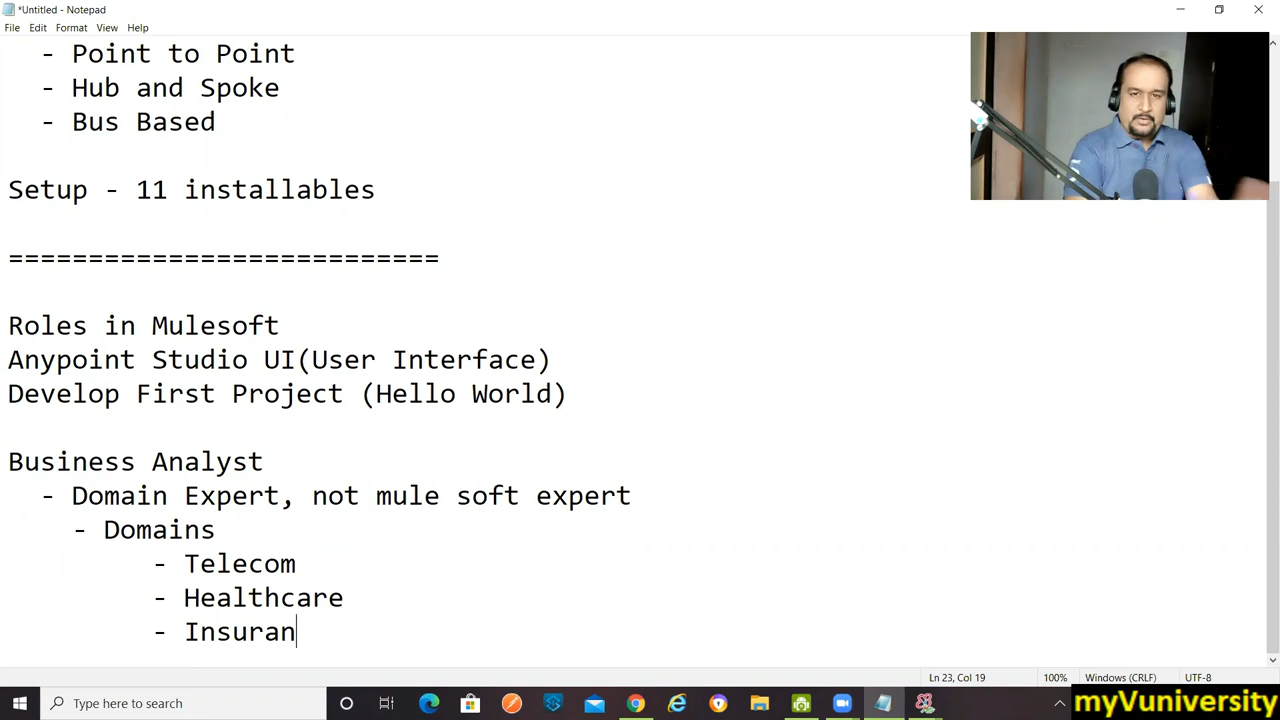 *Untitled - Notepad
File Edit Format View Help
- Point to Point
- Hub and Spoke
- Bus Based
Setup - 11 installables
===========================
Roles in Mulesoft
Anypoint Studio UI(User Interface)
Develop First Project (Hello World)
Business Analyst
- Domain Expert, not mule soft expert
- Domains
- Telecom
- Healthcare
- Insuran
Ln 23, Col 19 100% Windows (CRLF) UTF-8
Type here to search
myVuniversity